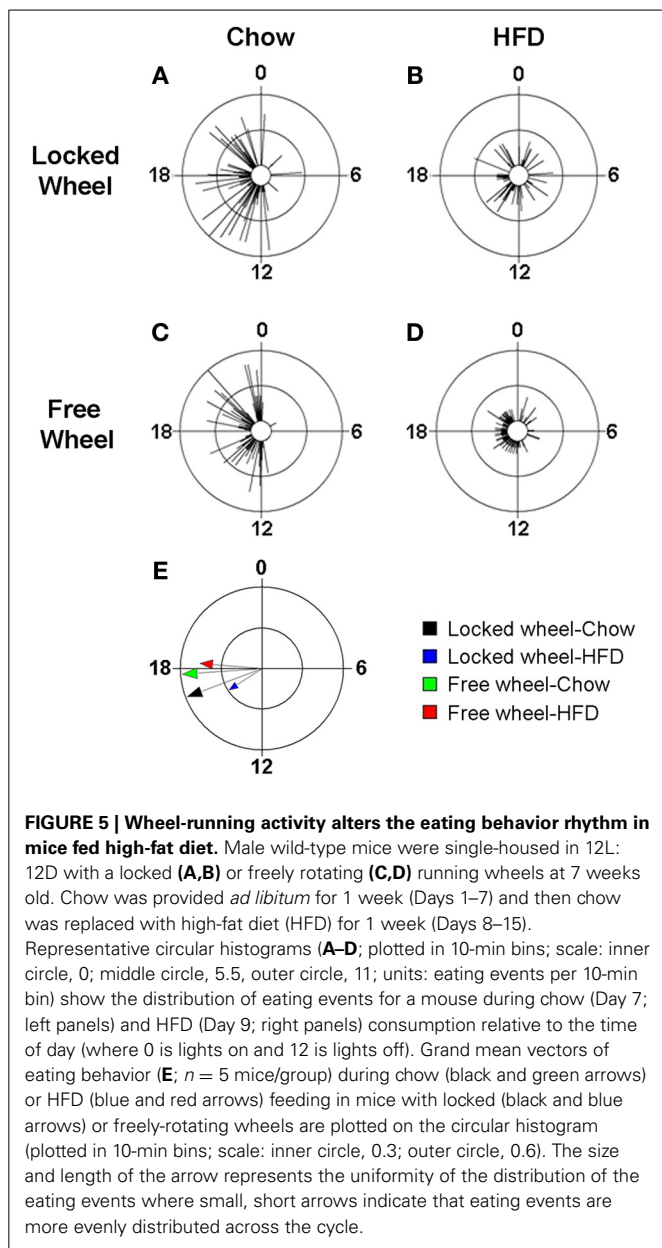 Chow HFD
A 0 B 0
Locked
Wheel
18 6 18 6
12 12
C 0 D 0
Free
Wheel
18 6 18 6
12 12
E 0
18 6
12
Locked wheel-Chow
Locked wheel-HFD
Free wheel-Chow
Free wheel-HFD
FIGURE 5 | Wheel-running activity alters the eating behavior rhythm in
mice fed high-fat diet. Male wild-type mice were single-housed in 12L:
12D with a locked (A,B) or freely rotating (C,D) running wheels at 7 weeks
old. Chow was provided ad libitum for 1 week (Days 1–7) and then chow
was replaced with high-fat diet (HFD) for 1 week (Days 8–15).
Representative circular histograms (A–D; plotted in 10-min bins; scale: inner
circle, 0; middle circle, 5.5, outer circle, 11; units: eating events per 10-min
bin) show the distribution of eating events for a mouse during chow (Day 7;
left panels) and HFD (Day 9; right panels) consumption relative to the time
of day (where 0 is lights on and 12 is lights off). Grand mean vectors of
eating behavior (E; n = 5 mice/group) during chow (black and green arrows)
or HFD (blue and red arrows) feeding in mice with locked (black and blue
arrows) or freely-rotating wheels are plotted on the circular histogram
(plotted in 10-min bins; scale: inner circle, 0.3; outer circle, 0.6). The size
and length of the arrow represents the uniformity of the distribution of the
eating events where small, short arrows indicate that eating events are
more evenly distributed across the cycle.